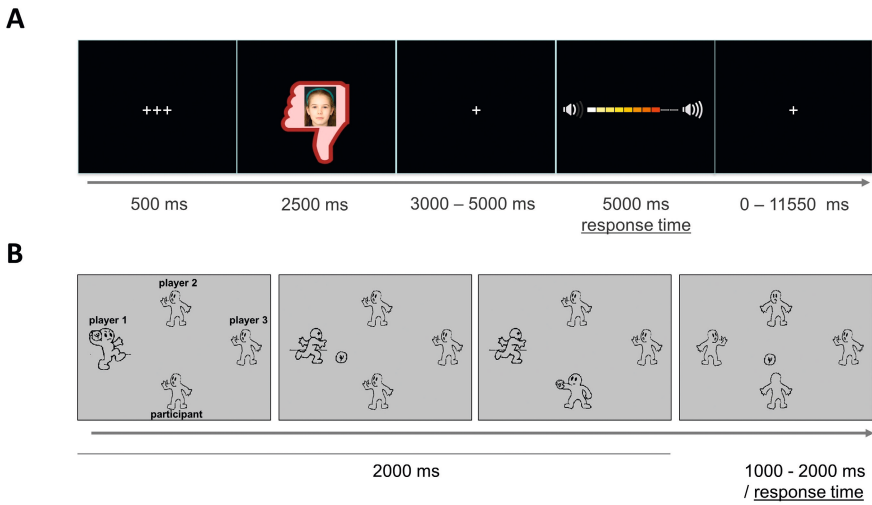 A
+++
+
+
500 ms
2500 ms
3000 – 5000 ms
5000 ms
response time
0 – 11550 ms
B
player 2
player 1
player 3
participant
2000 ms
1000 - 2000 ms
/ response time